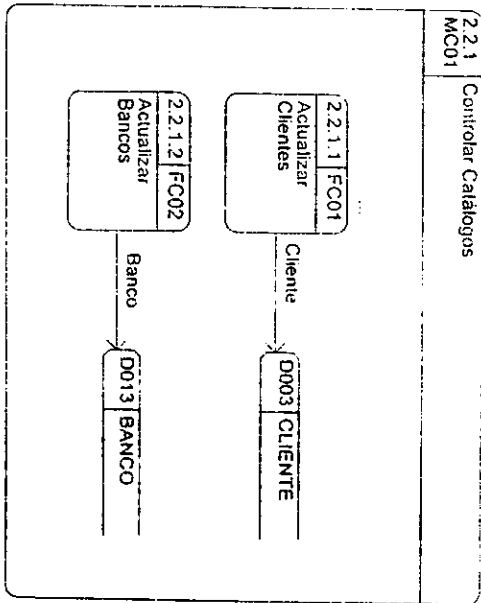 2.2.1 Controlar Catálogos
MC01
2.2.1.1 FC01
Actualizar
Clientes
Cliente
D003 CLIENTE
2.2.1.2 FC02
Actualizar
Bancos
Banco
D013 BANCO